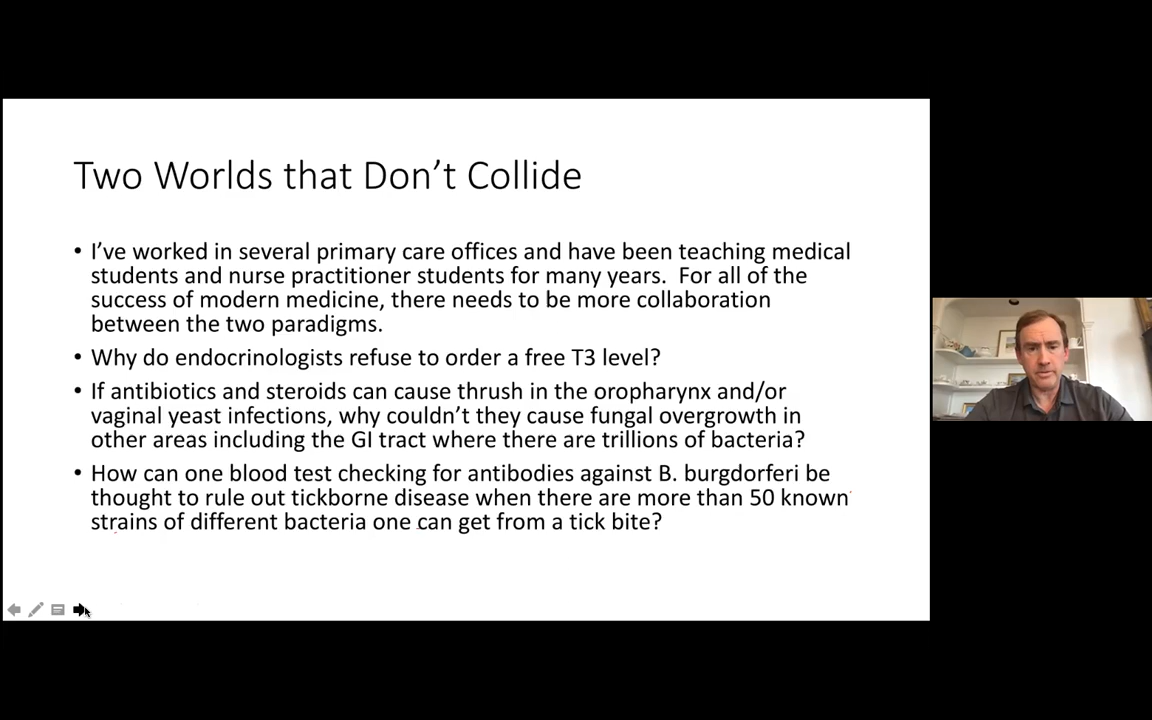 Two Worlds that Don't Collide
• I've worked in several primary care offices and have been teaching medical
students and nurse practitioner students for many years.  For all of the
success of modern medicine, there needs to be more collaboration
between the two paradigms.
• Why do endocrinologists refuse to order a free T3 level?
• If antibiotics and steroids can cause thrush in the oropharynx and/or
vaginal yeast infections, why couldn't they cause fungal overgrowth in
other areas including the GI tract where there are trillions of bacteria?
• How can one blood test checking for antibodies against B. burgdorferi be
thought to rule out tickborne disease when there are more than 50 known
strains of different bacteria one can get from a tick bite?